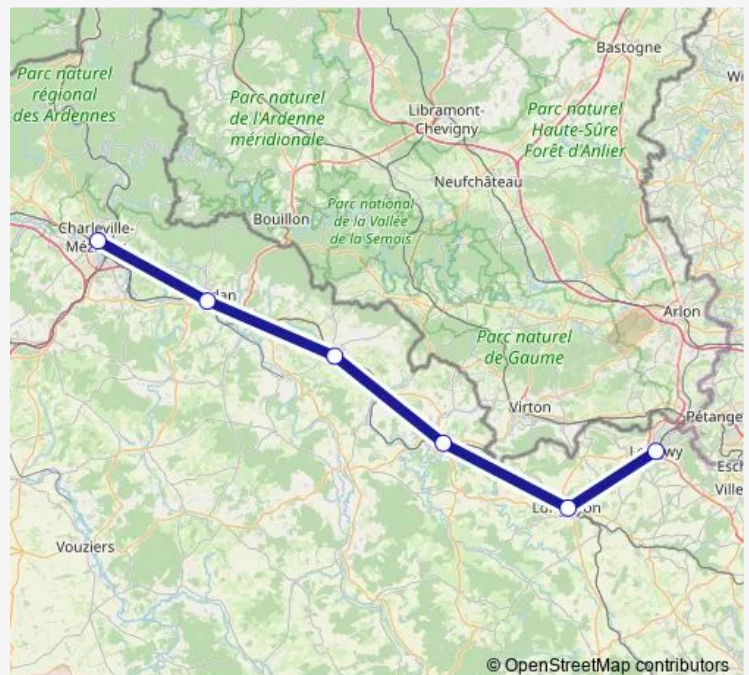 Bastogne
Parc naturel
régional
des Ardennes
Parc naturel
de l'Ardenne
méridionale
Libramont-
Chevigny
Parc naturel
Haute-Sûre
Forêt d'Anlier
Neufchâteau
Parc national
de la Vallée
de la Semois
Bouillon
Charleville-
Arlon
Parc naturel
de Gaume
Virton
Pétange
Esch
Ville
Vouziers
© OpenStreetMap contributors